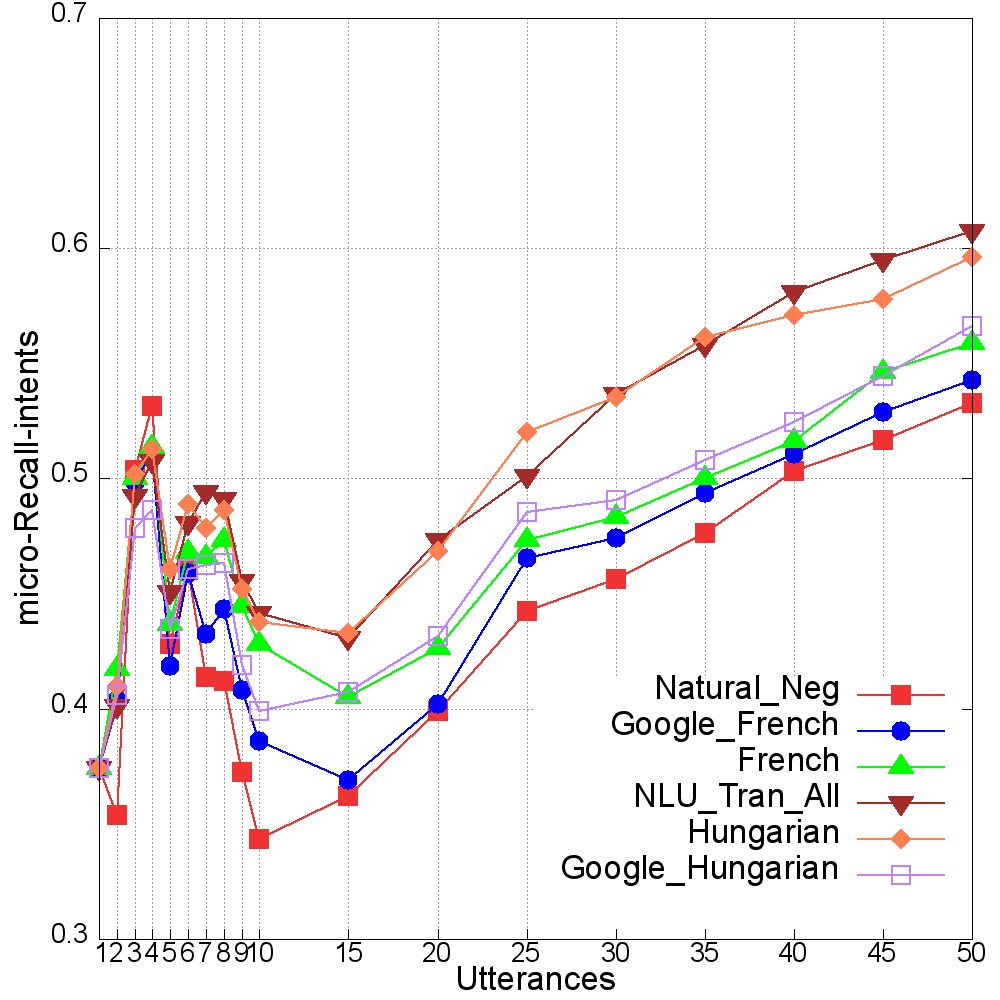 0.7
0.6
0.5
0.4
0.3
micro-Recall-intents
Natural_Neg
Google_French
French
NLU_Tran_All
Hungarian
Google_Hungarian
1 2 3 4 5 6 7 8 9 10 15 20 25 30 35 40 45 50
Utterances